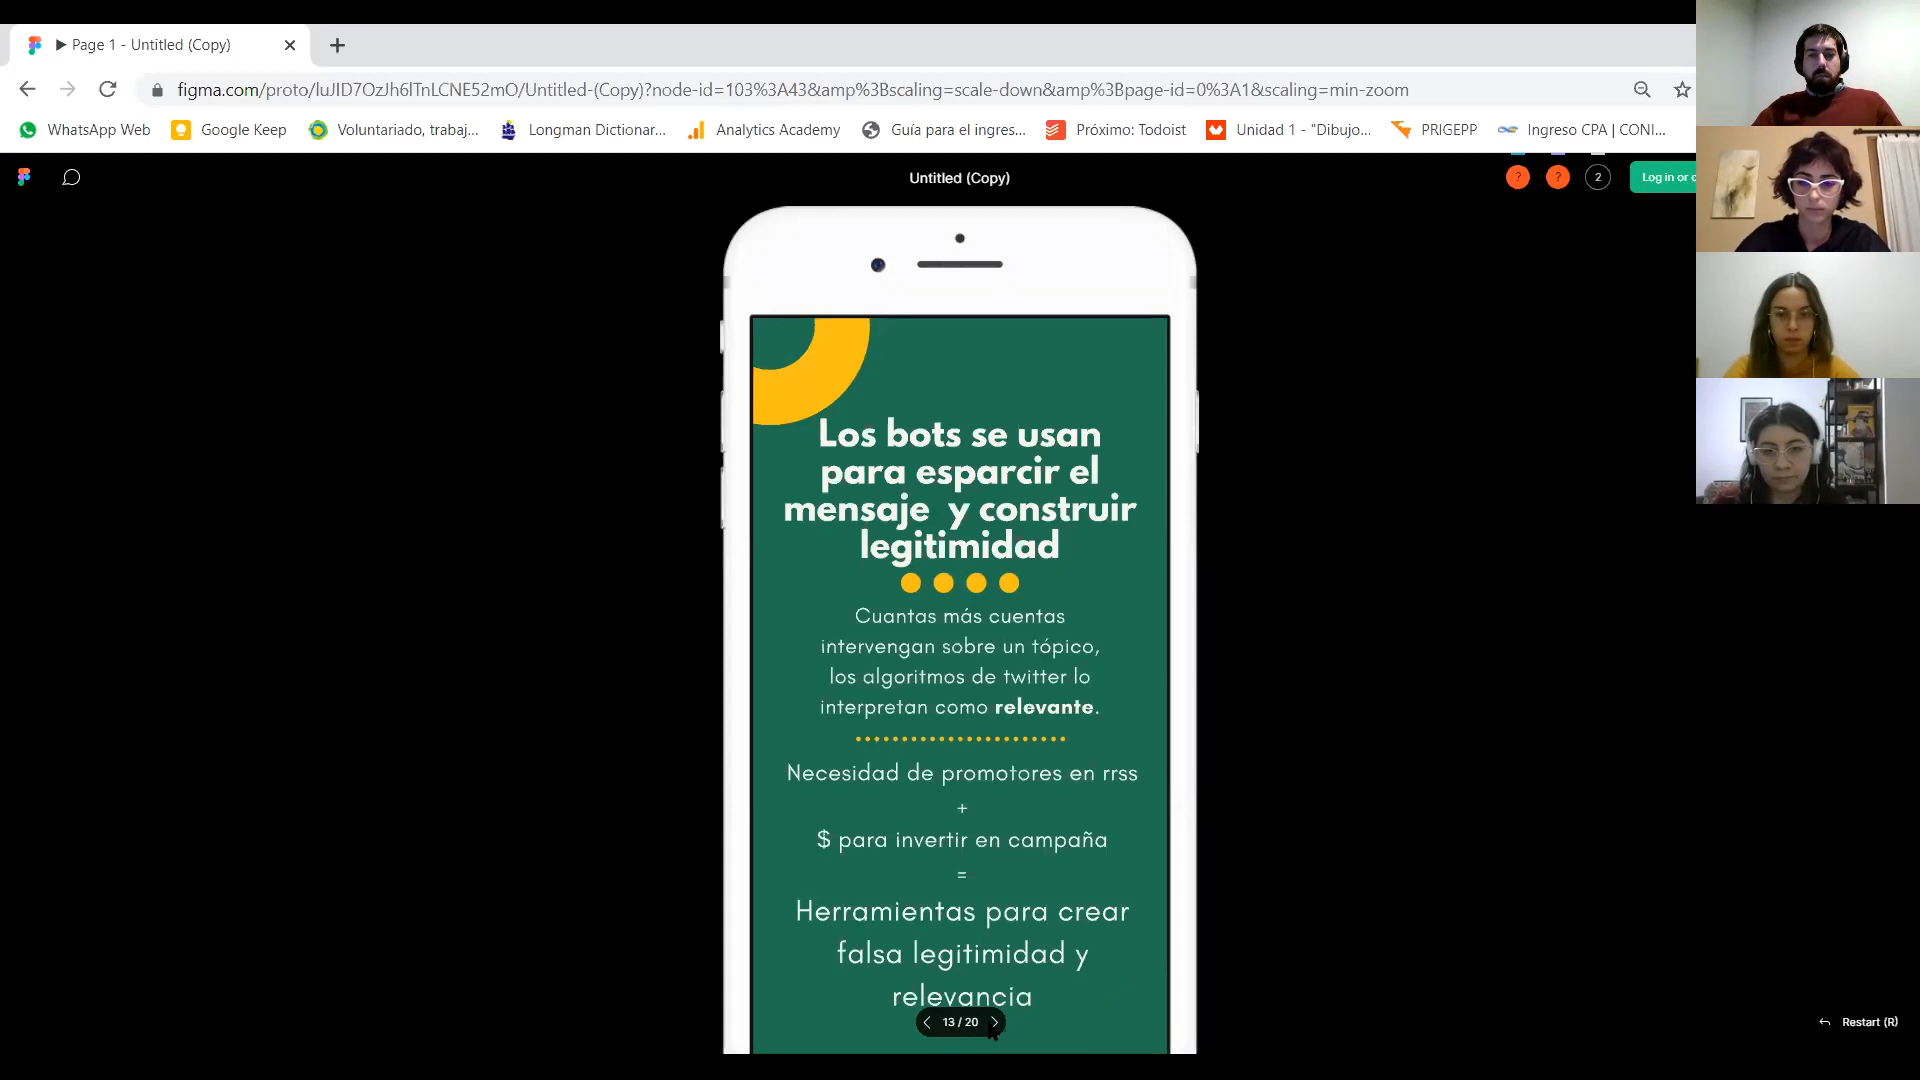 Page 1 - Untitled (Copy)
figma.com/proto/luJID7OzJh6lTnLCNE52mO/Untitled-(Copy)?node-id=103%3A43&amp%3Bscaling=scale-down&amp%3Bpage-id=0%3A1&scaling=min-zoom
WhatsApp Web
Google Keep
Voluntariado, trabaj...
Longman Dictionar...
Analytics Academy
Guía para el ingres...
Próximo: Todoist
Unidad 1 - "Dibujo...
PRIGEPP
Ingreso CPA | CONI...
Untitled (Copy)
?
?
2
Log in or c
Los bots se usan
para esparcir el
mensaje y construir
legitimidad
Cuantas más cuentas
intervengan sobre un tópico,
los algoritmos de twitter lo
interpretan como relevante.
Necesidad de promotores en rrss
+
$ para invertir en campaña
=
Herramientas para crear
falsa legitimidad y
relevancia
13 / 20
Restart (R)